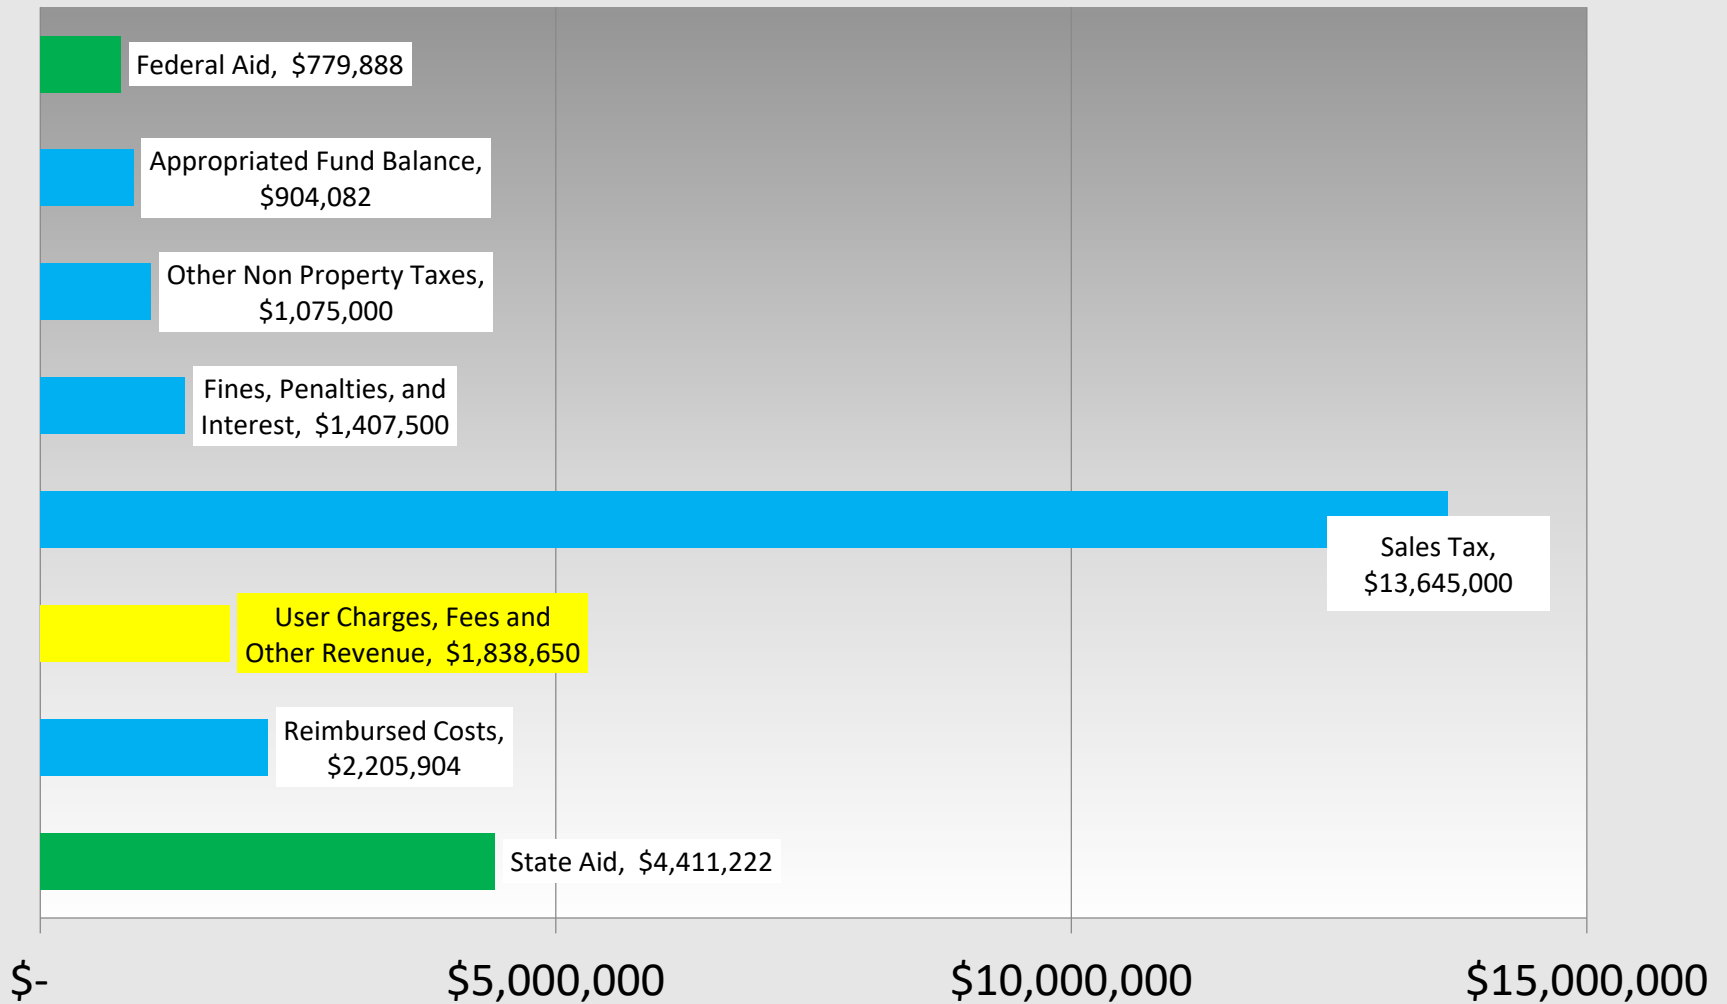 Federal Aid, $779,888
Appropriated Fund Balance,
$904,082
Other Non Property Taxes,
$1,075,000
Fines, Penalties, and
Interest, $1,407,500
Sales Tax,
$13,645,000
User Charges, Fees and
Other Revenue, $1,838,650
Reimbursed Costs,
$2,205,904
State Aid, $4,411,222
$- $5,000,000 $10,000,000 $15,000,000